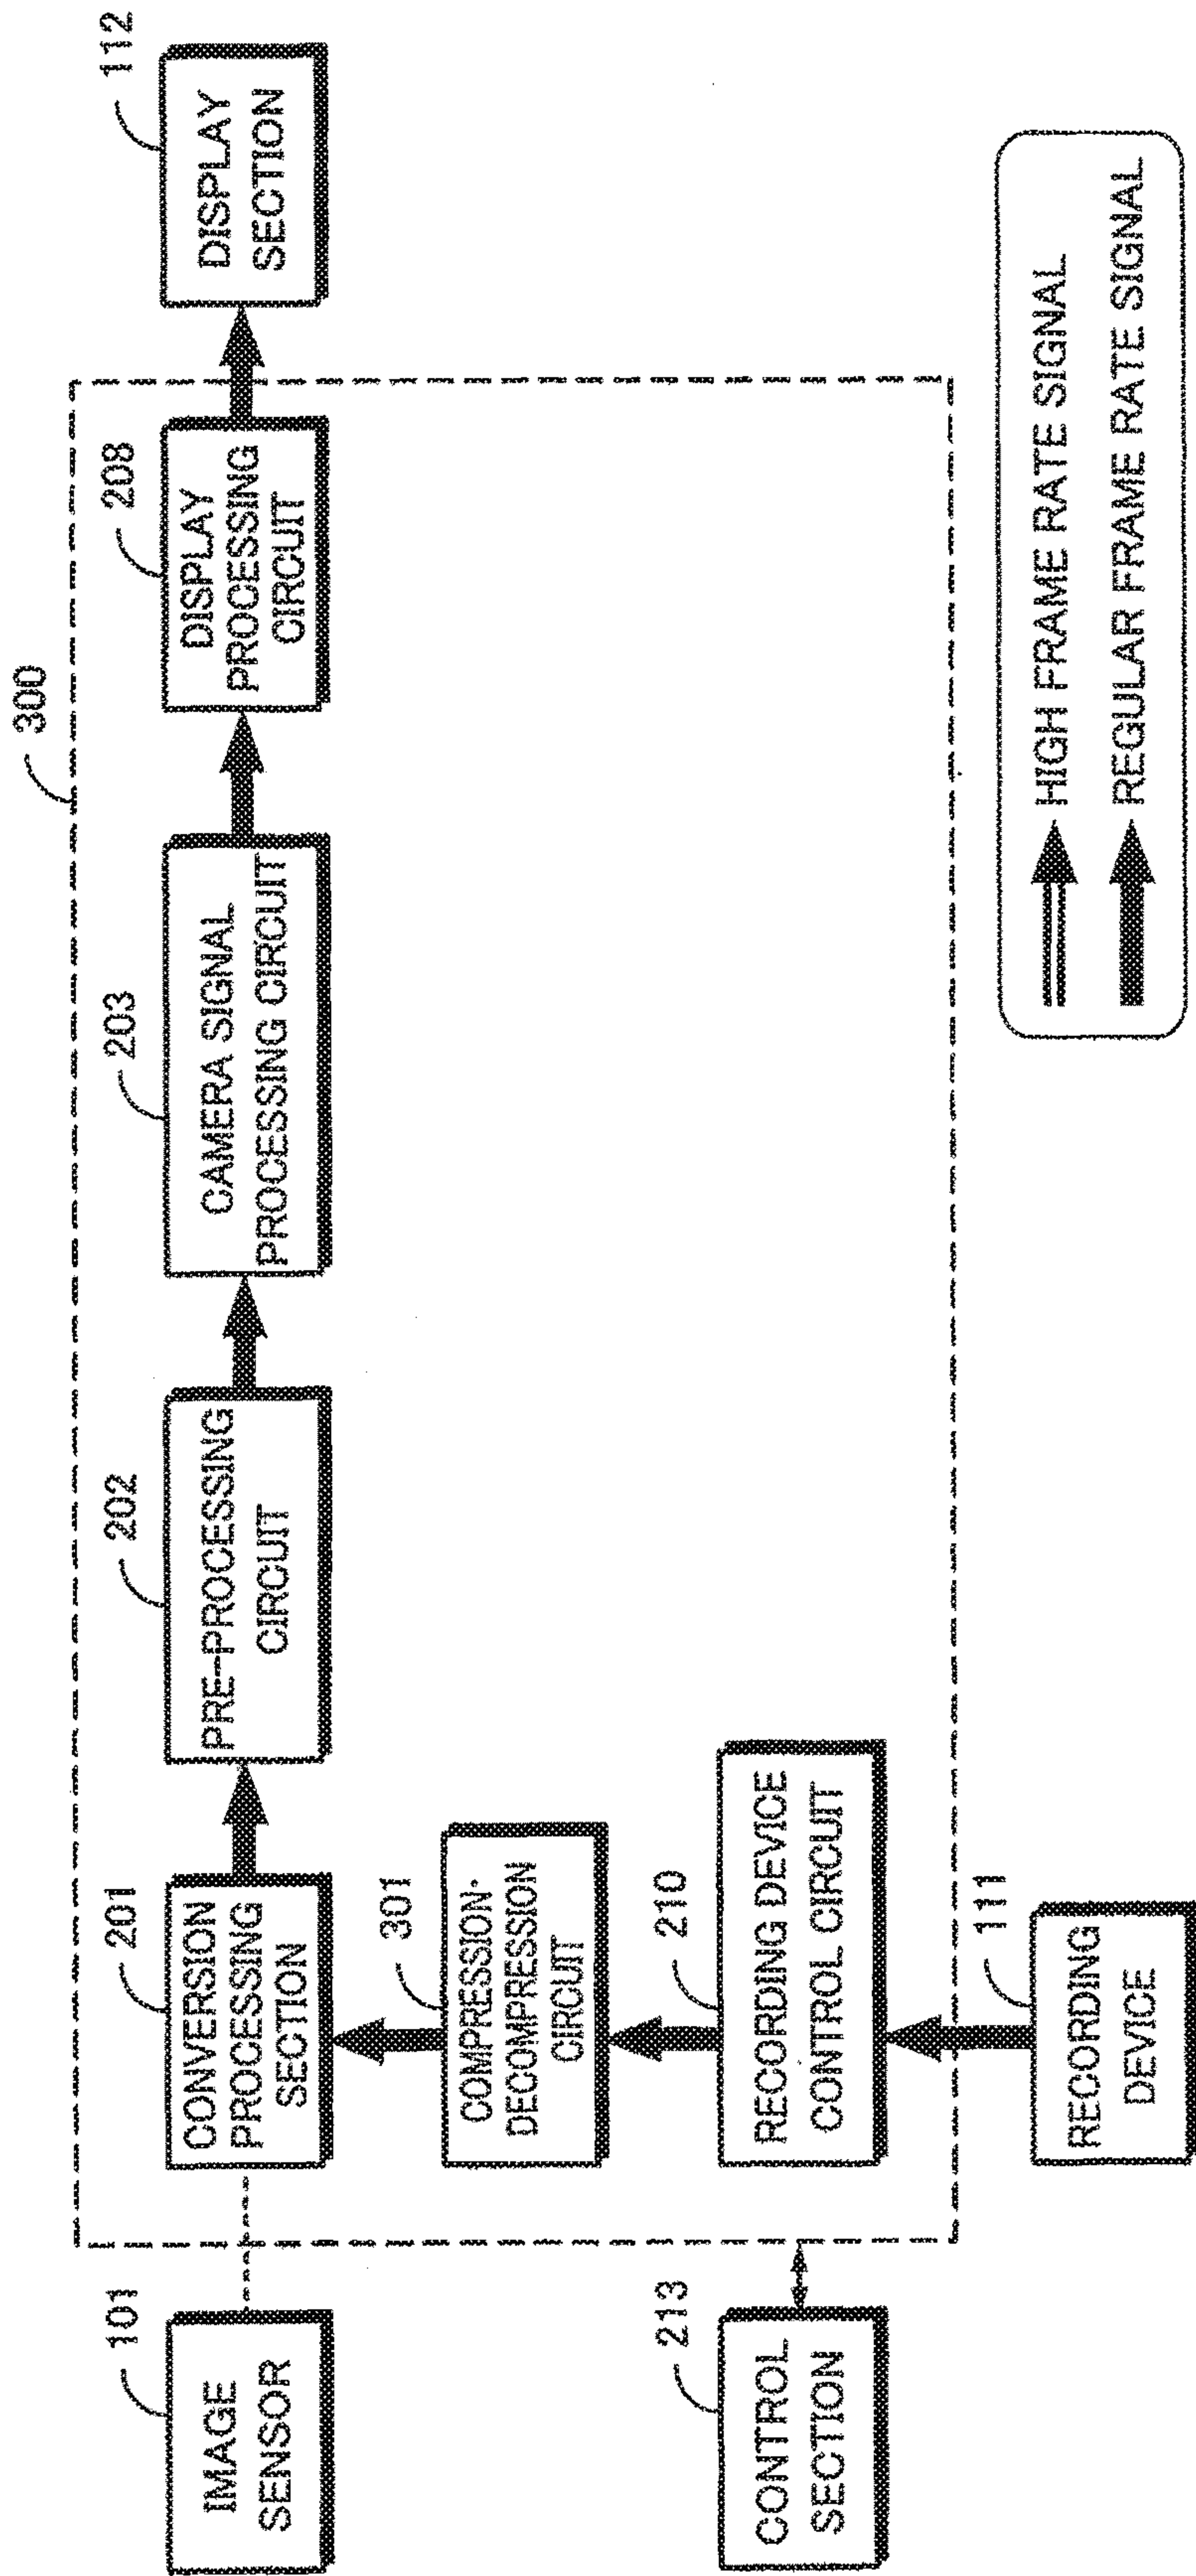 300
101
IMAGE
SENSOR
201
CONVERSION
PROCESSING
SECTION
202
PRE-PROCESSING
CIRCUIT
203
CAMERA SIGNAL
PROCESSING CIRCUIT
208
DISPLAY
PROCESSING
CIRCUIT
112
DISPLAY
SECTION
301
COMPRESSION·
DECOMPRESSION
CIRCUIT
213
CONTROL
SECTION
210
RECORDING DEVICE
CONTROL CIRCUIT
111
RECORDING
DEVICE
HIGH FRAME RATE SIGNAL
REGULAR FRAME RATE SIGNAL